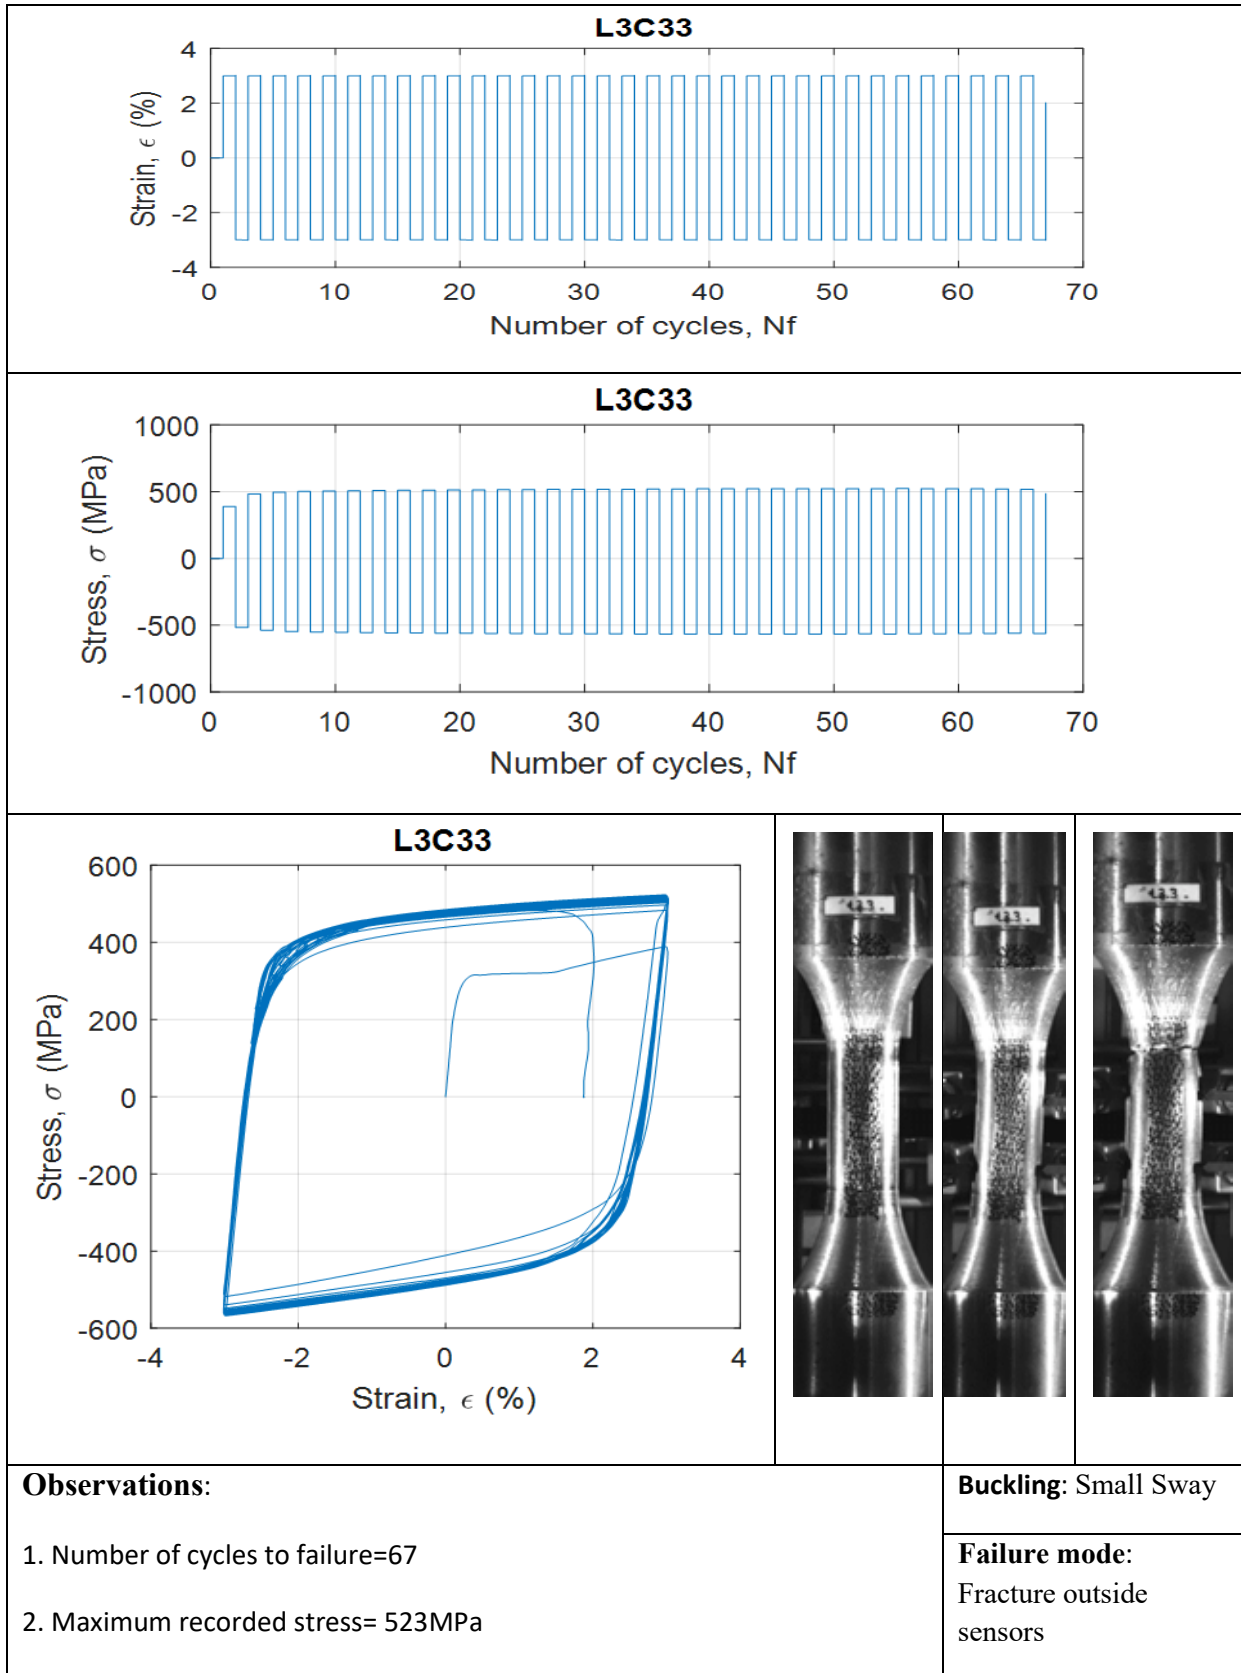 L3C33
4
2
0
-2
-4
Strain, ϵ (%)
0 10 20 30 40 50 60 70
Number of cycles, Nf
L3C33
1000
500
0
-500
-1000
Stress, σ (MPa)
0 10 20 30 40 50 60 70
Number of cycles, Nf
L3C33
600
400
200
0
-200
-400
-600
Stress, σ (MPa)
-4 -2 0 2 4
Strain, ϵ (%)
Observations:
1. Number of cycles to failure=67
2. Maximum recorded stress= 523MPa
Buckling: Small Sway
Failure mode:
Fracture outside
sensors